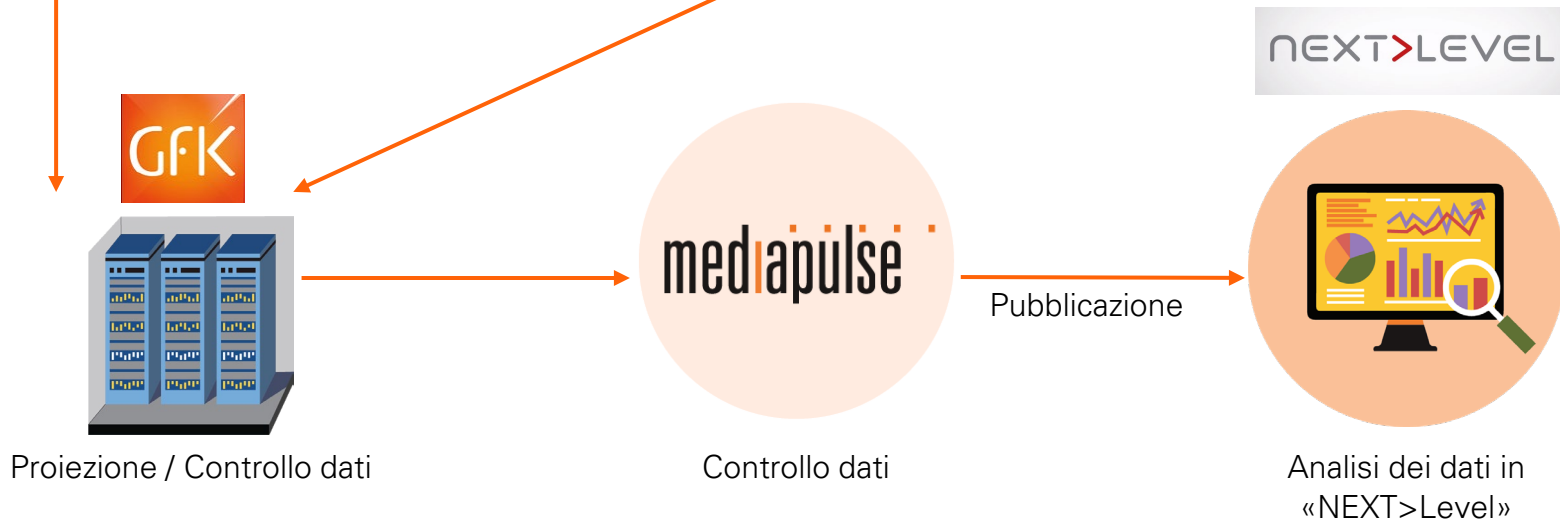 NEXT>LEVEL
GfK
mediapulse
Pubblicazione
Proiezione / Controllo dati
Controllo dati
Analisi dei dati in
«NEXT>Level»